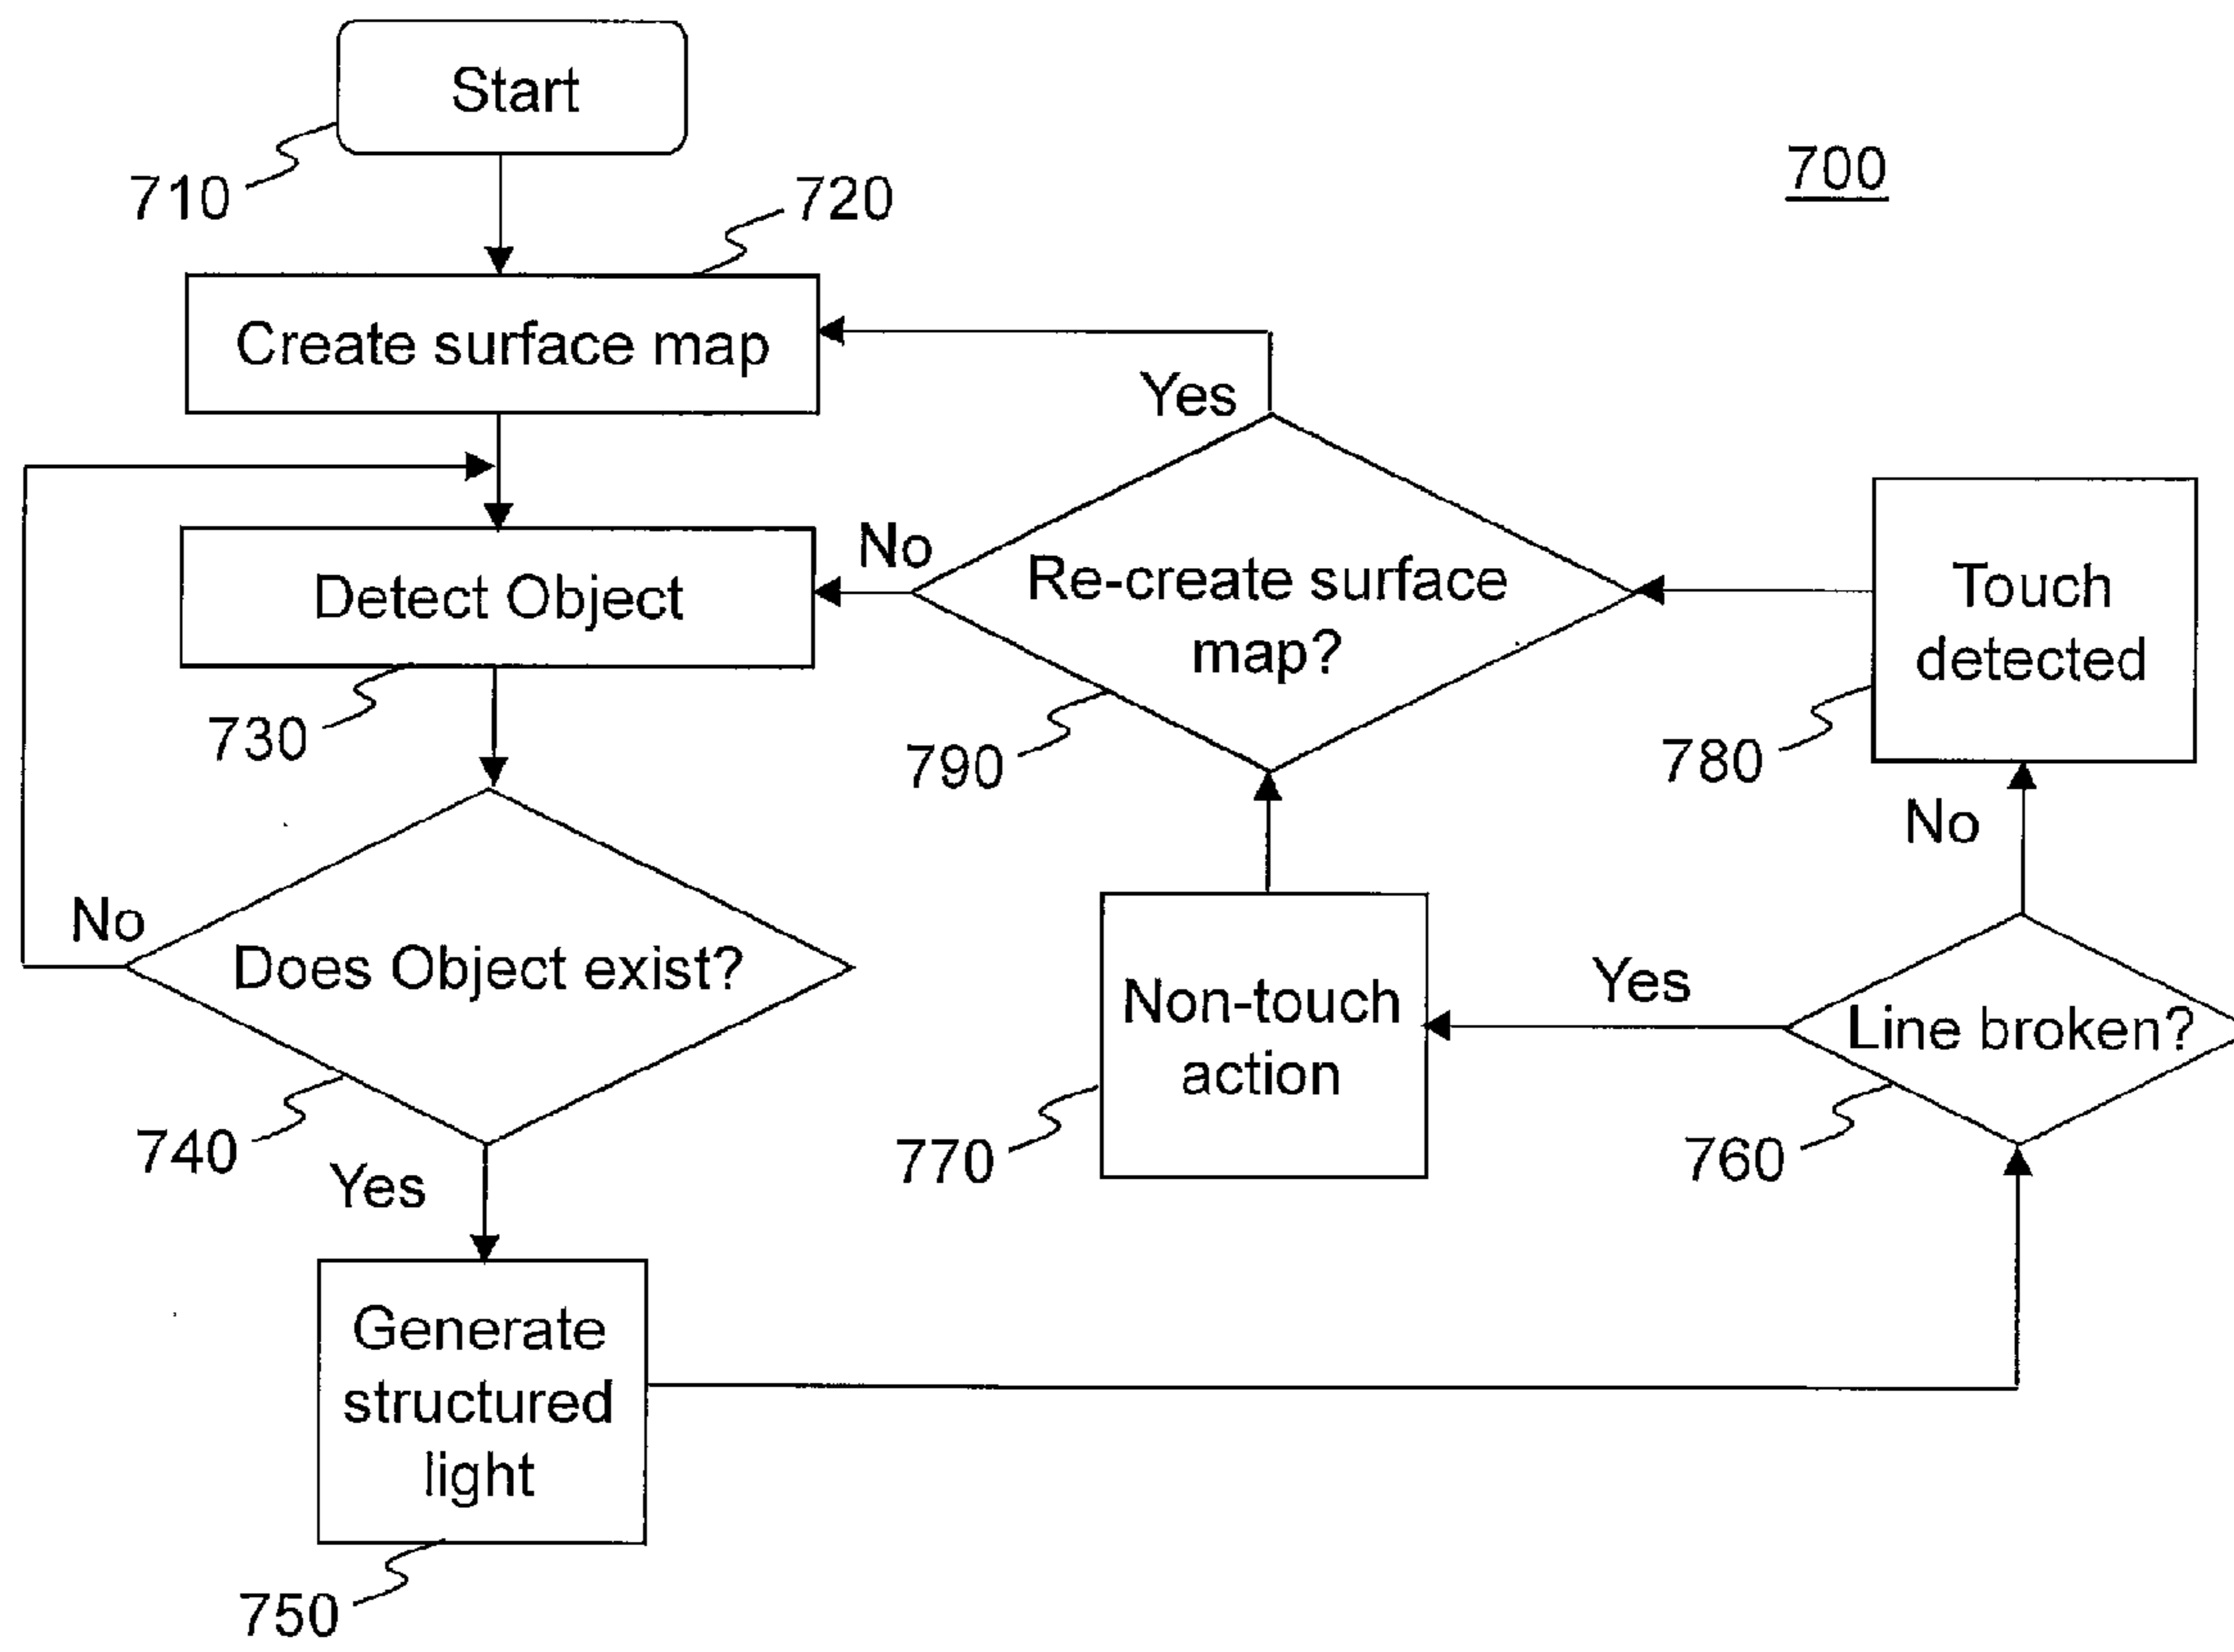 Start
710
700
720
Create surface map
Yes
No
Detect Object
730
Re-create surface
map?
790
Touch
detected
780
No
No
Does Object exist?
740
Yes
Non-touch
action
770
Yes
Line broken?
760
Generate
structured
light
750